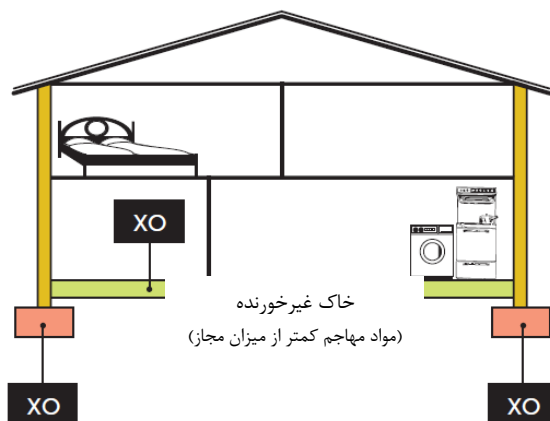 XO
خاک غیرخورنده
(مواد مهاجم کمتر از میزان مجاز)
XO
XO